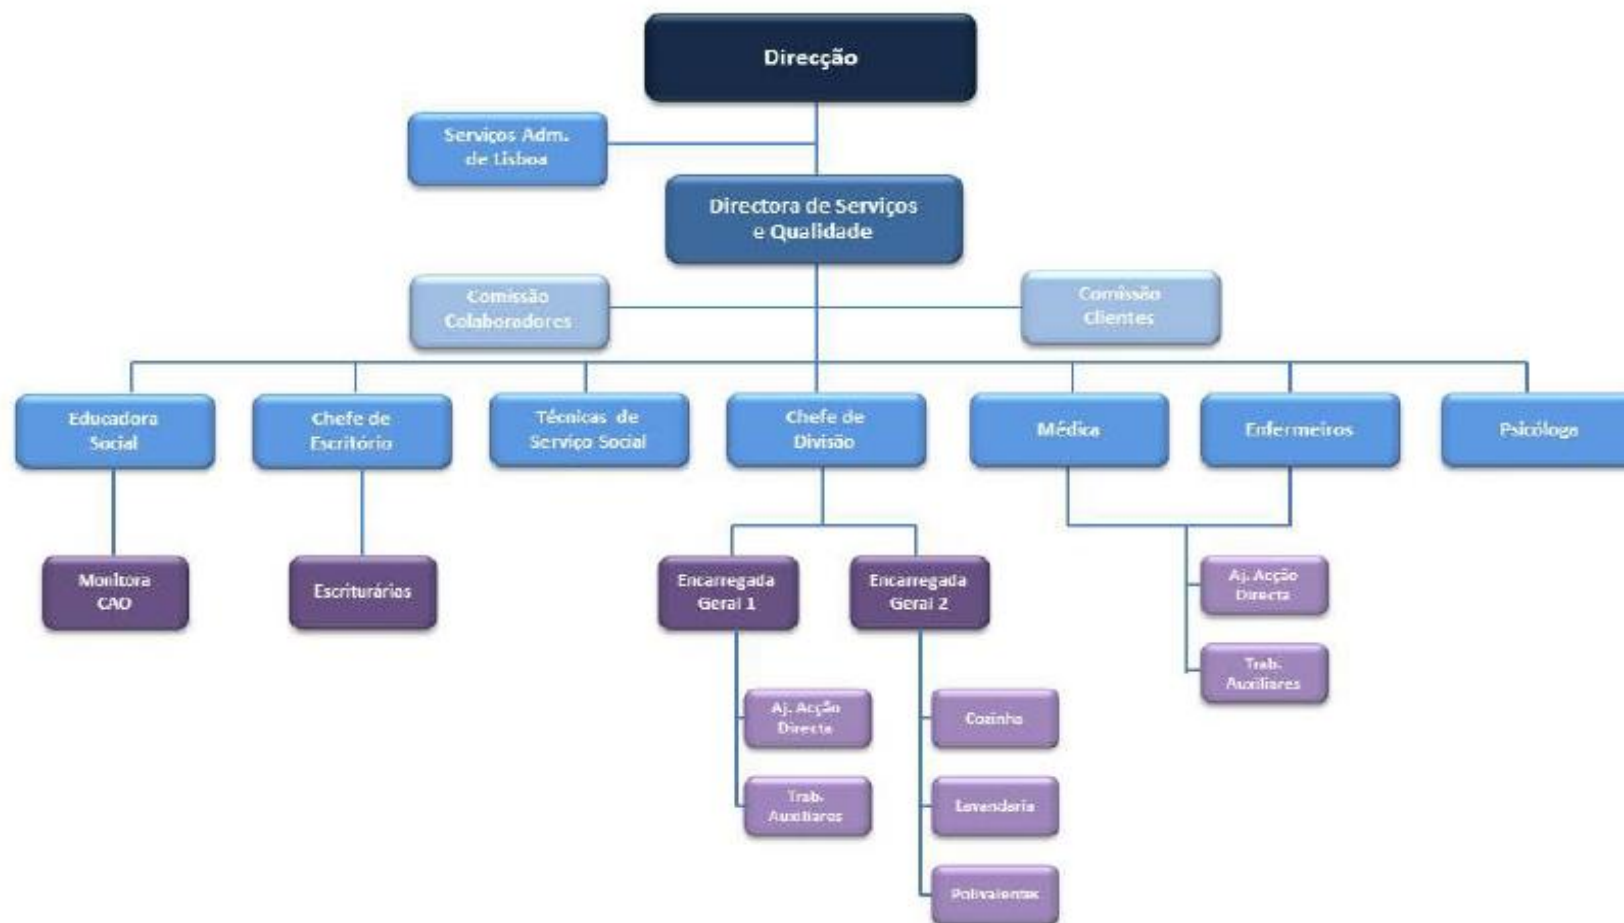 Direcção
Serviços Adm.
de Lisboa
Directora de Serviços
e Qualidade
Comissão
Colaboradores
Comissão
Clientes
Educadora
Social
Chefe de
Escritório
Técnicas de
Serviço Social
Chefe de
Divisão
Médica
Enfermeiros
Psicóloga
Monitora
CAO
Escriturários
Encarregada
Geral 1
Encarregada
Geral 2
Aj. Acção
Directa
Trab.
Auxiliares
Aj. Acção
Directa
Trab.
Auxiliares
Cozinha
Lavandaria
Polivalentes